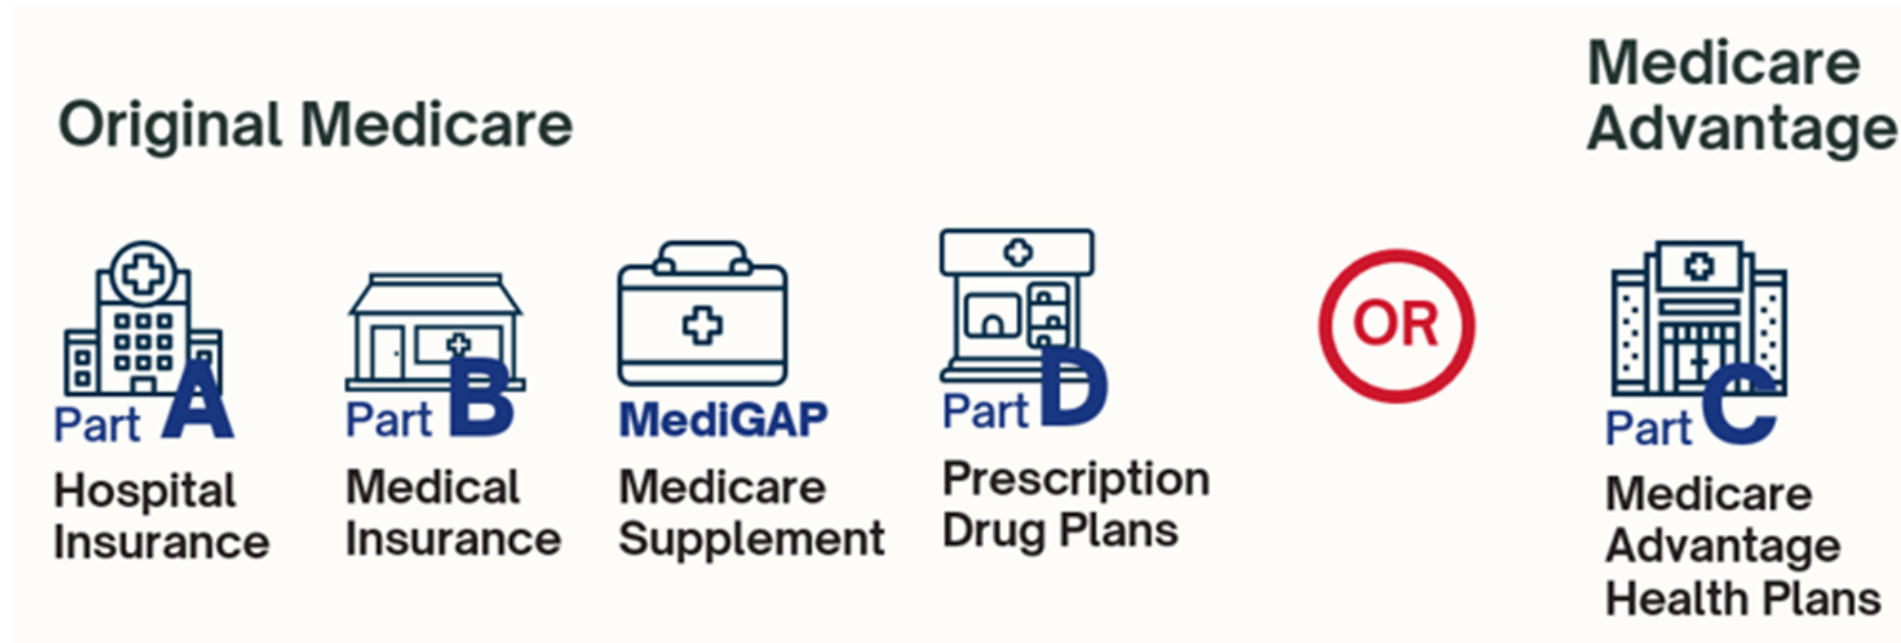 Original Medicare
Part A
Hospital
Insurance
Part B
Medical
Insurance
MediGAP
Medicare
Supplement
Part D
Prescription
Drug Plans
OR
Medicare
Advantage
Part C
Medicare
Advantage
Health Plans